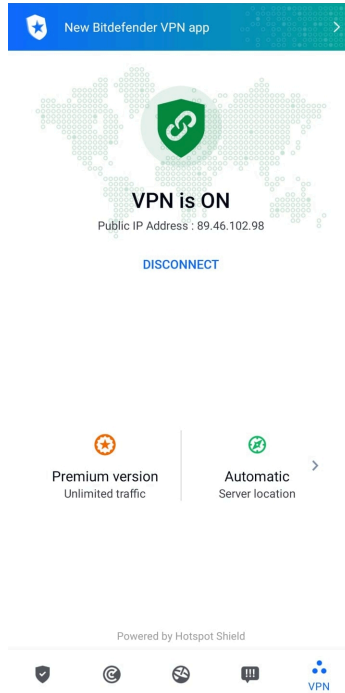 New Bitdefender VPN app
VPN is ON
Public IP Address : 89.46.102.98
DISCONNECT
Premium version
Unlimited traffic
Automatic
Server location
Powered by Hotspot Shield
VPN